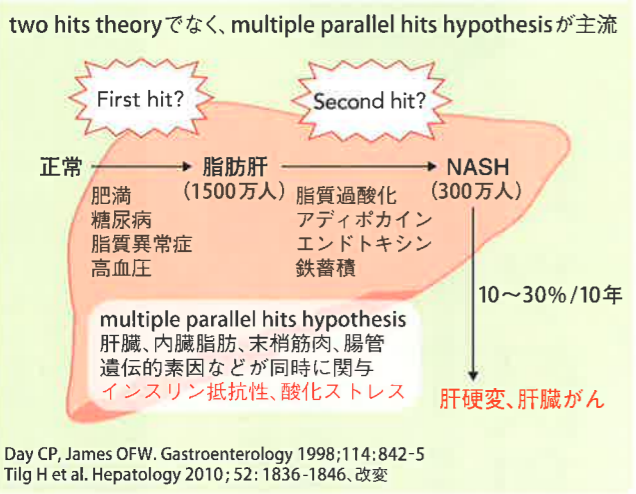 two hits theoryでなく、multiple parallel hits hypothesisが主流
First hit?
Second hit?
正常
脂肪肝
(1500万人)
NASH
(300万人)
肥満
糖尿病
脂質異常症
高血圧
脂質過酸化
アディポカイン
エンドトキシン
鉄蓄積
10〜30%/10年
multiple parallel hits hypothesis
肝臓、内臓脂肪、末梢筋肉、腸管
遺伝的素因などが同時に関与
インスリン抵抗性、酸化ストレス
肝硬変、肝臓がん
Day CP, James OFW. Gastroenterology 1998;114:842-5
Tilg H et al. Hepatology 2010; 52: 1836-1846、改変